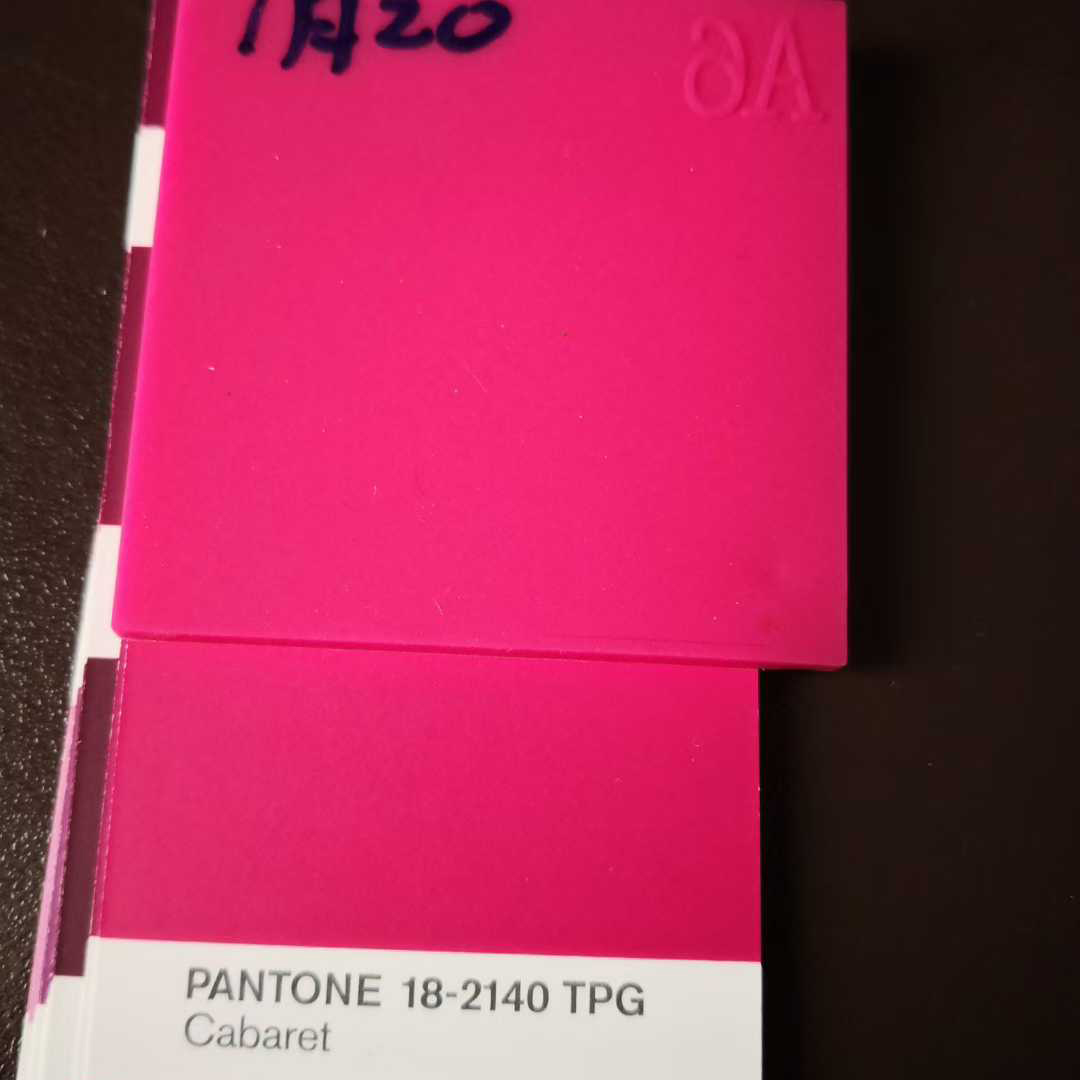 1月20
PANTONE 18-2140 TPG
Cabaret